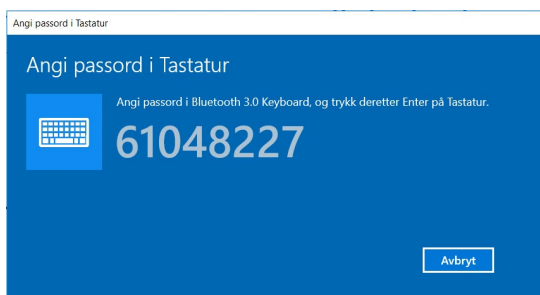 Angi passord i Tastatur
Angi passord i Tastatur
Angi passord i Bluetooth 3.0 Keyboard, og trykk deretter Enter på Tastatur.
61048227
Avbryt